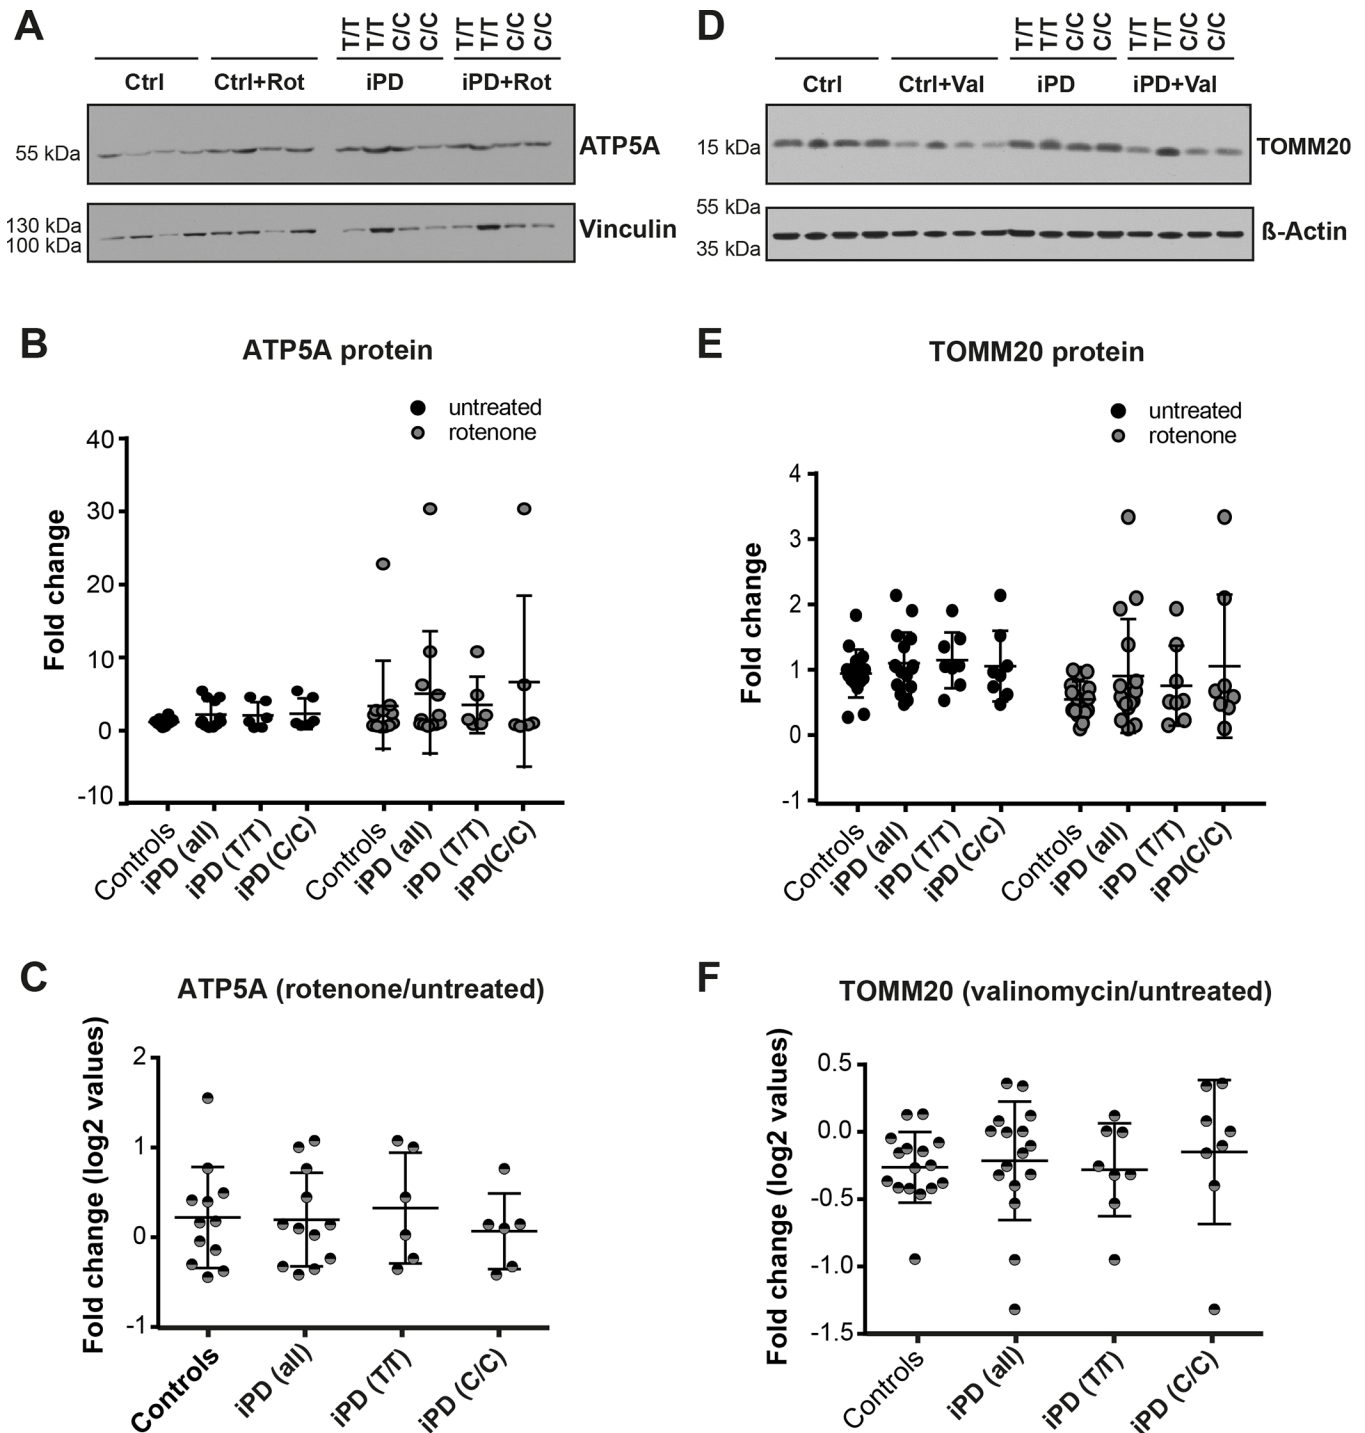 A
T/T
T/T
C/C
C/C
T/T
T/T
C/C
C/C
Ctrl
Ctrl+Rot
iPD
iPD+Rot
55 kDa
ATP5A
130 kDa
100 kDa
Vinculin
D
T/T
T/T
C/C
C/C
T/T
T/T
C/C
C/C
Ctrl
Ctrl+Val
iPD
iPD+Val
15 kDa
TOMM20
55 kDa
35 kDa
ß-Actin
B
ATP5A protein
untreated
rotenone
Fold change
40
30
20
10
0
-10
Controls
iPD (all)
iPD (T/T)
iPD (C/C)
Controls
iPD (all)
iPD (T/T)
iPD(C/C)
E
TOMM20 protein
untreated
rotenone
Fold change
4
3
2
1
0
-1
Controls
iPD (all)
iPD (T/T)
iPD (C/C)
Controls
iPD (all)
iPD (T/T)
iPD(C/C)
C
ATP5A (rotenone/untreated)
Fold change (log2 values)
2
1
0
-1
Controls
iPD (all)
iPD (T/T)
iPD (C/C)
F
TOMM20 (valinomycin/untreated)
Fold change (log2 values)
0.5
0.0
-0.5
-1.0
-1.5
Controls
iPD (all)
iPD (T/T)
iPD (C/C)